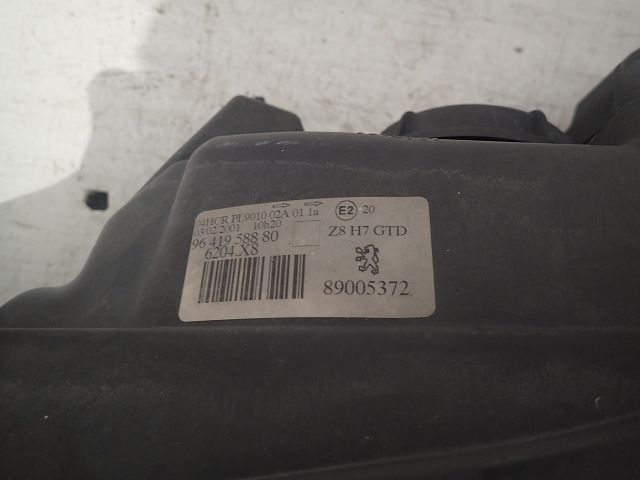 04HCR PL9010 02A 01 1a E2 20
03/02/2001 10h20
96 419 588 80 Z8 H7 GTD
6204.X8
89005372